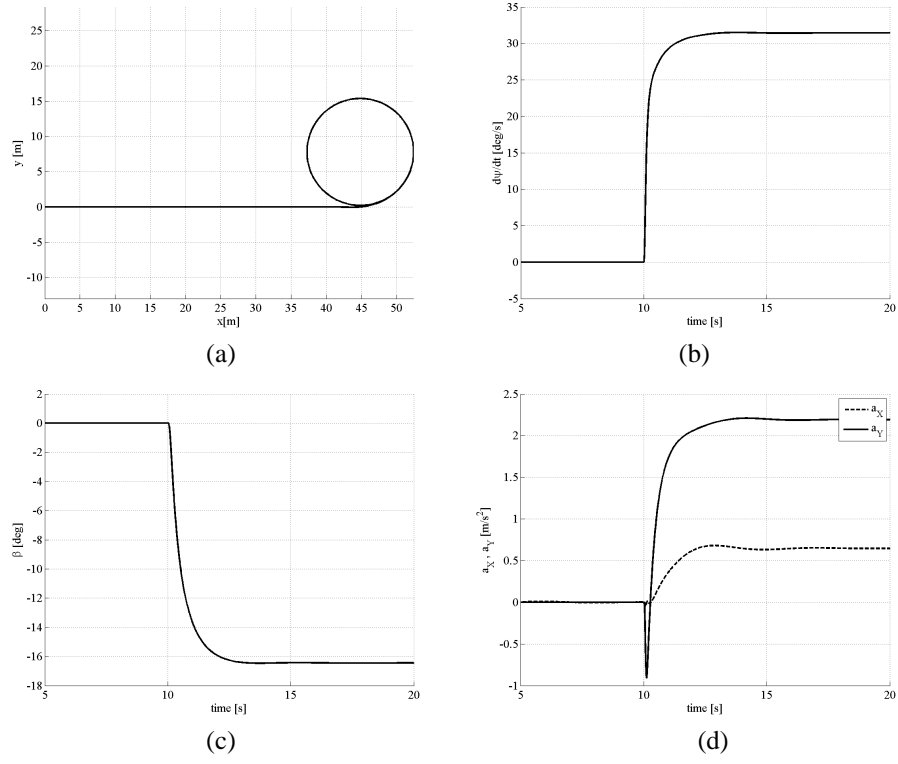 25
20
15
10
5
0
-5
-10
y [m]
0 5 10 15 20 25 30 35 40 45 50
x[m]
(a)
35
30
25
20
15
10
5
0
-5
dψ/dt [deg/s]
5 10 15 20
time [s]
(b)
2
0
-2
-4
-6
-8
-10
-12
-14
-16
-18
β [deg]
5 10 15 20
time [s]
(c)
2.5
2
1.5
1
0.5
0
-0.5
-1
a_X , a_Y [m/s²]
a_X
a_Y
5 10 15 20
time [s]
(d)